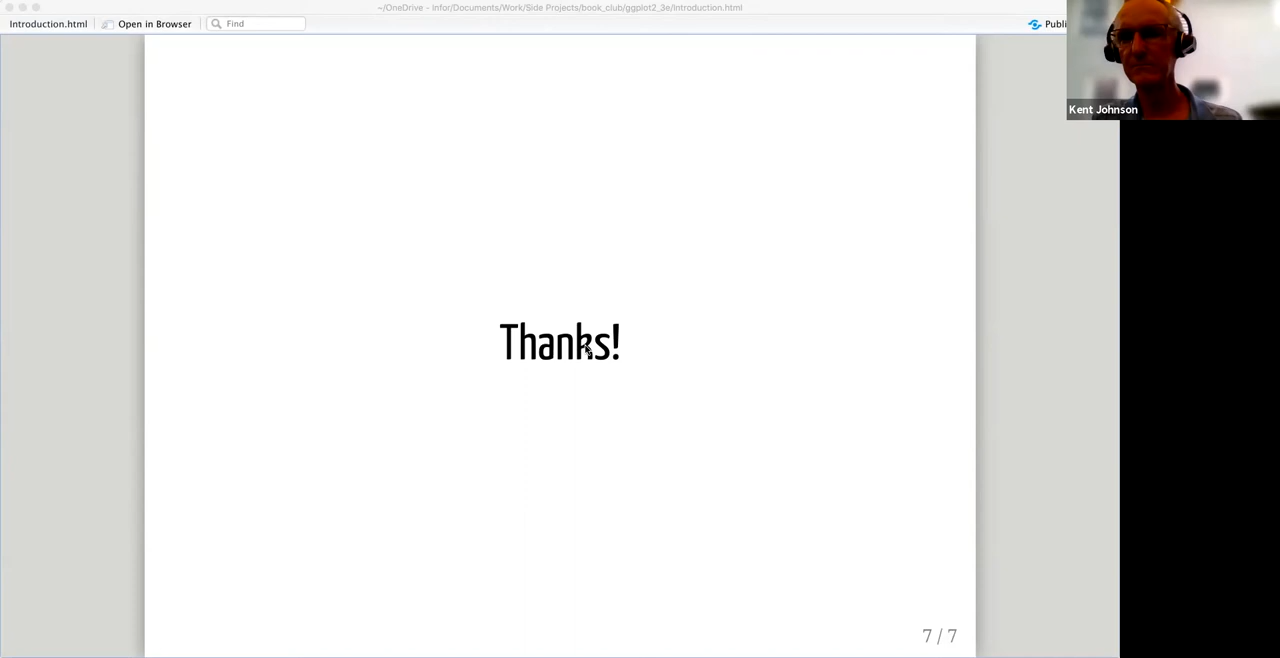 ~/OneDrive - Infor/Documents/Work/Side Projects/book_club/ggplot2_3e/Introduction.html
Introduction.html Open in Browser Find Publi
Kent Johnson
Thanks!
7 / 7